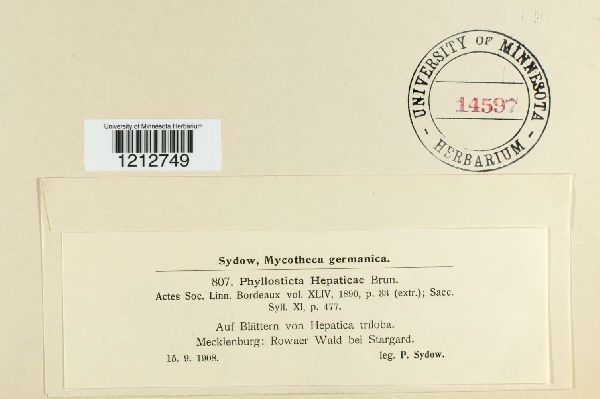 UNIVERSITY OF MINNESOTA
14597
- HERBARIUM -
University of Minnesota Herbarium
1212749
Sydow, Mycotheca germanica.
807. Phyllosticta Hepaticae Brun.
Actes Soc. Linn. Bordeaux vol. XLIV, 1890, p. 33 (extr.); Sacc.
Syll. XI, p. 477.
Auf Blättern von Hepatica triloba.
Mecklenburg: Rowaer Wald bei Stargard.
15. 9. 1908. leg. P. Sydow.